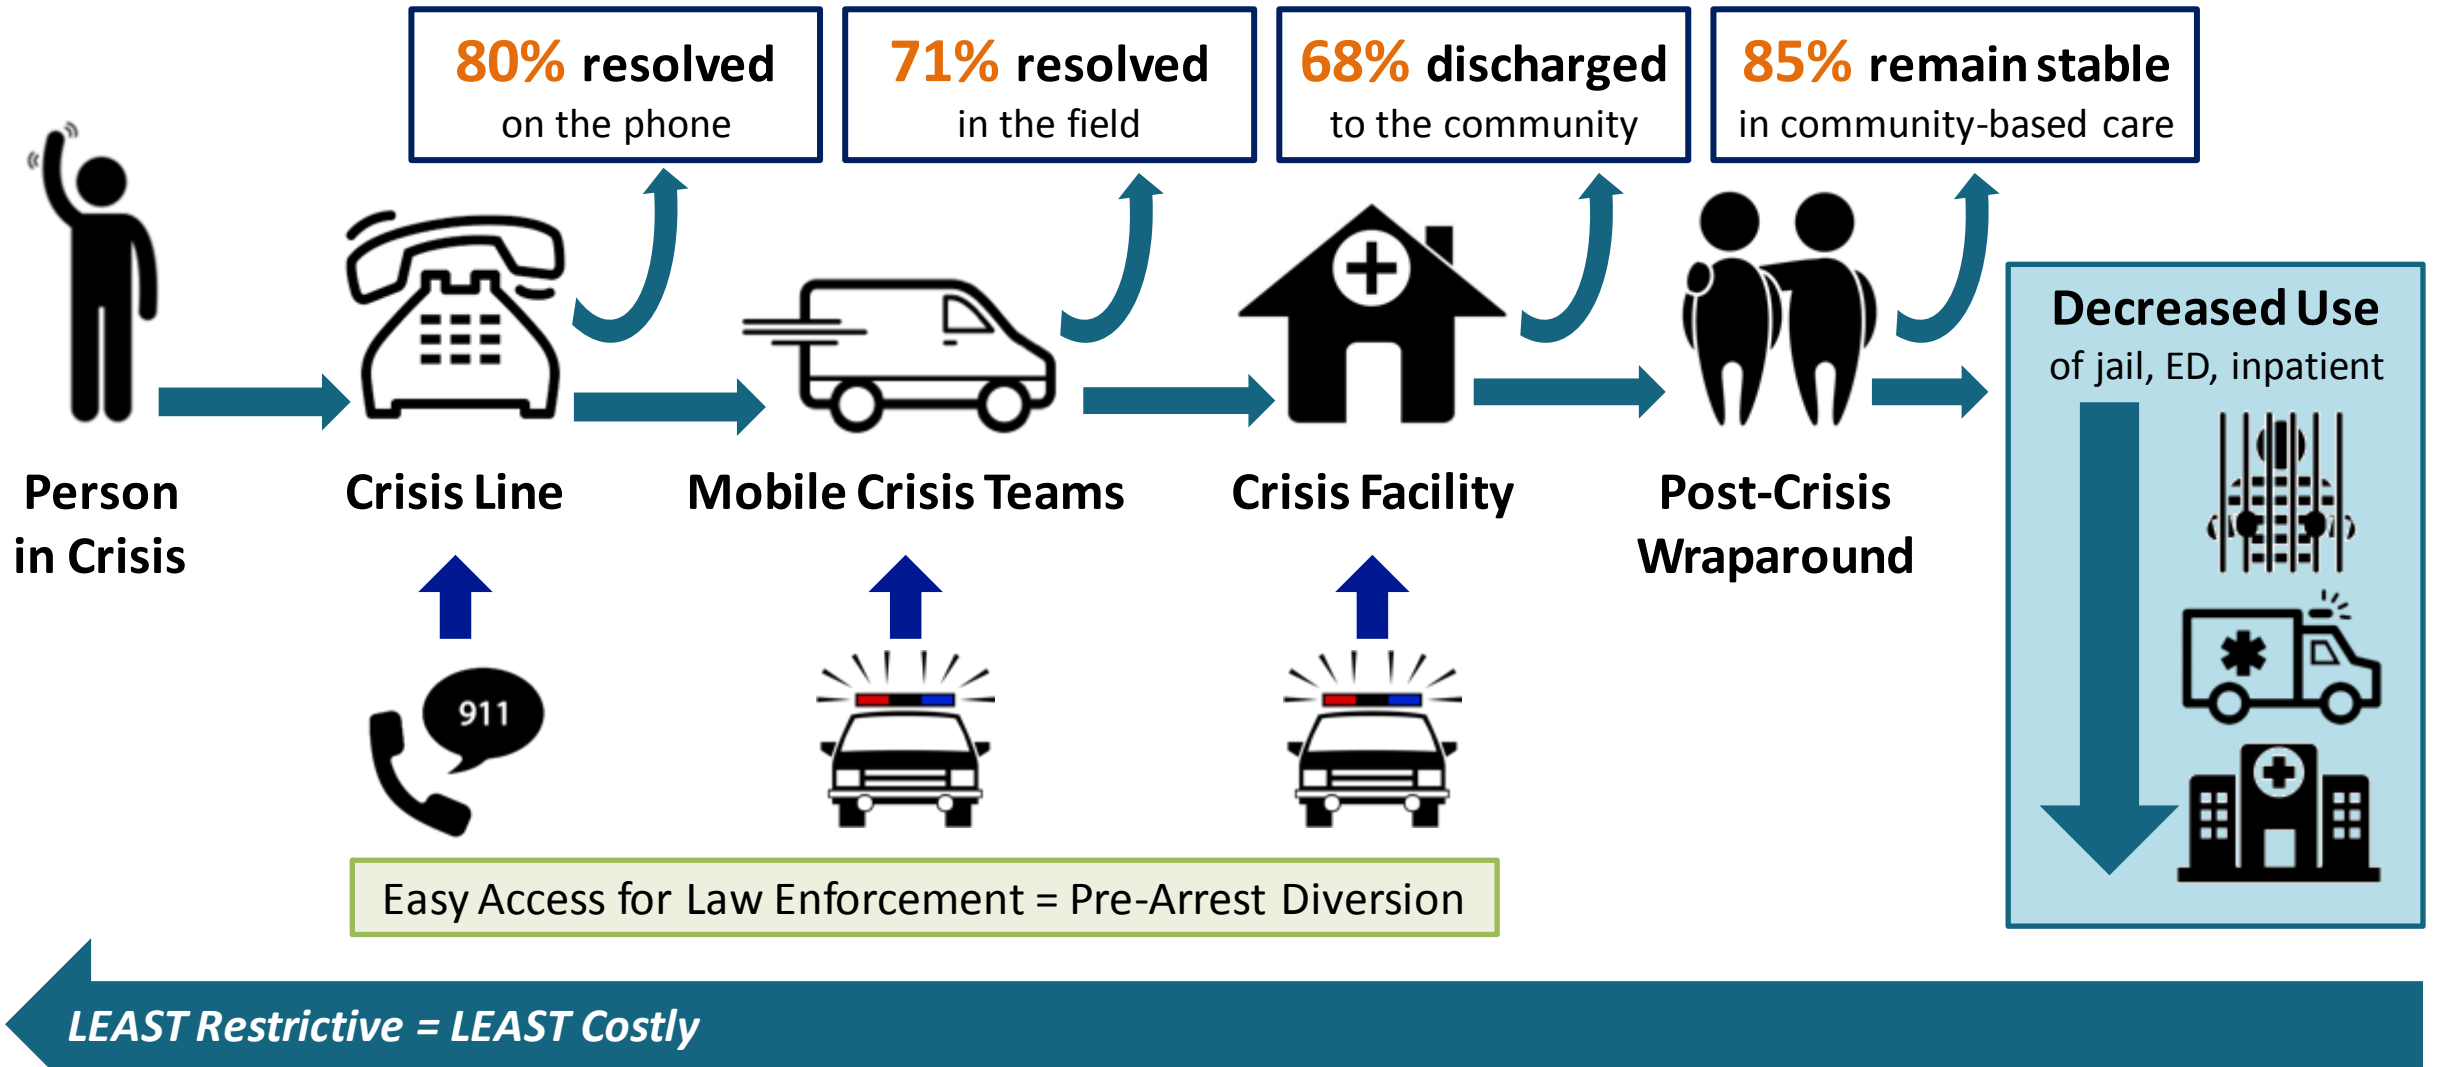 80% resolved
on the phone
71% resolved
in the field
68% discharged
to the community
85% remain stable
in community-based care
Person
in Crisis
Crisis Line
Mobile Crisis Teams
Crisis Facility
Post-Crisis
Wraparound
Decreased Use
of jail, ED, inpatient
911
Easy Access for Law Enforcement = Pre-Arrest Diversion
LEAST Restrictive = LEAST Costly